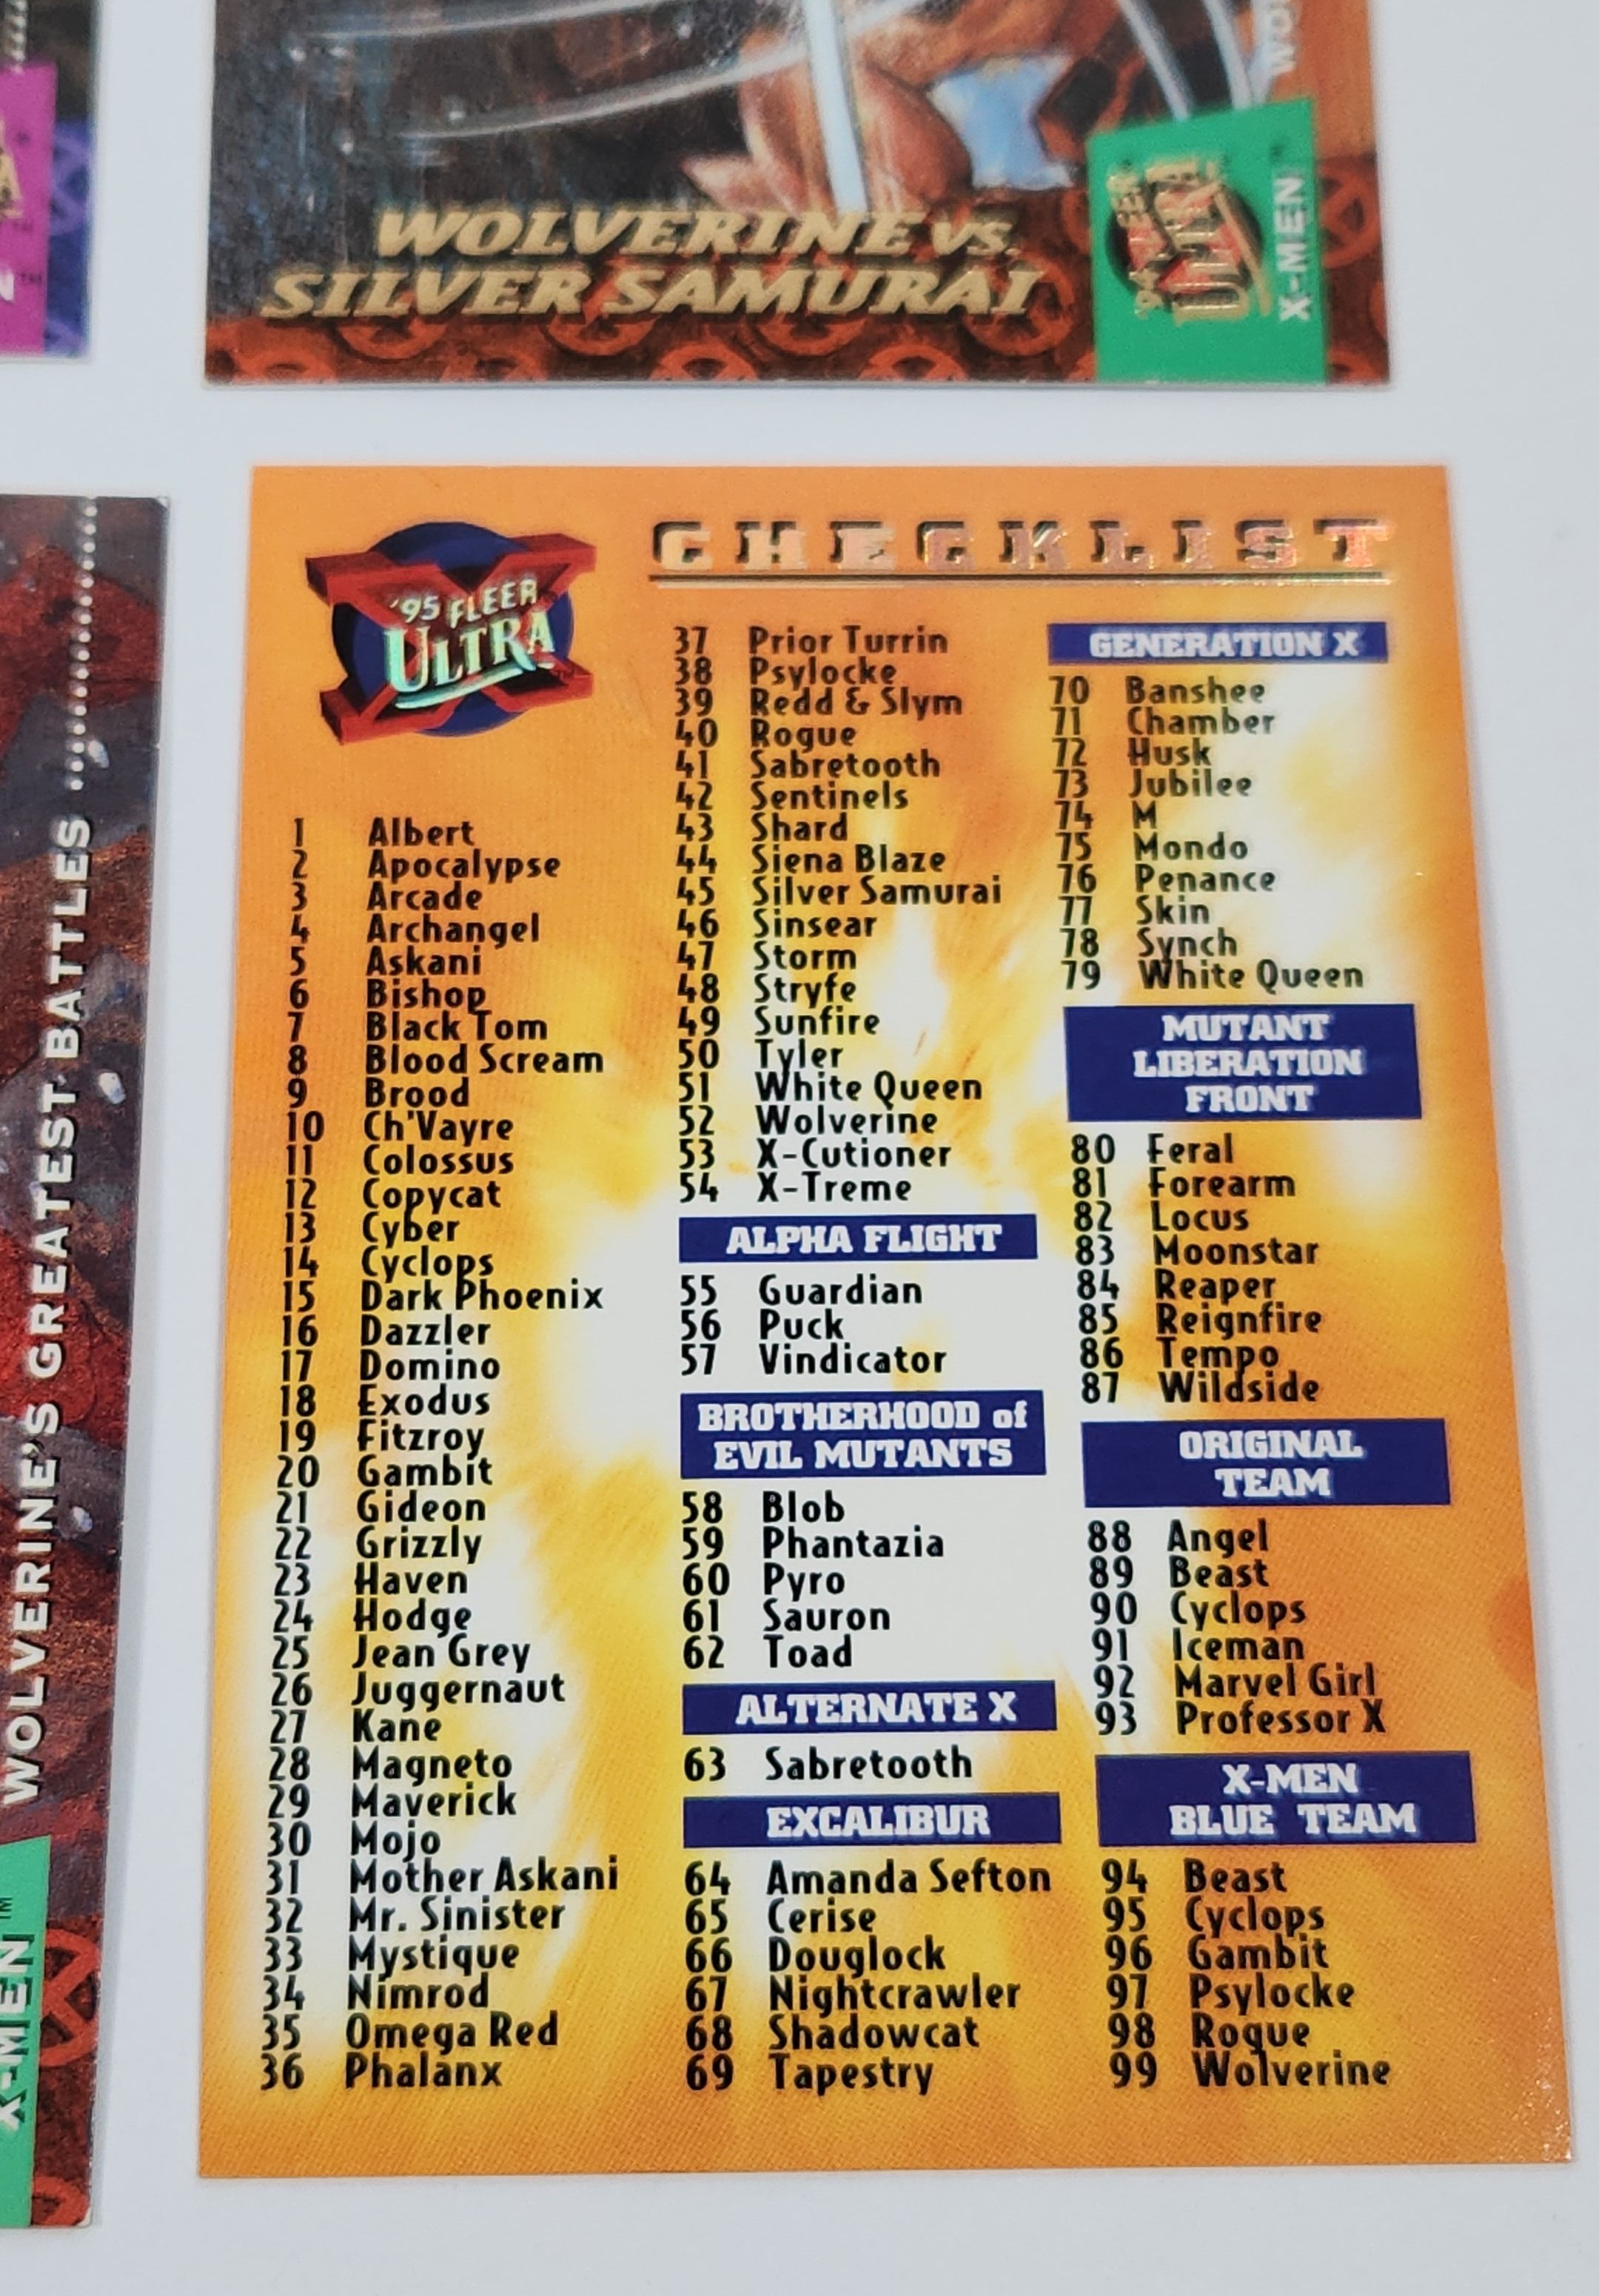 WOLVERINE vs.
SILVER SAMURAI
'94 FLEER
ULTRA
X-MEN™
WOLVERINE'S GREATEST BATTLES
X-MEN™
'95 FLEER
ULTRA
CHECKLIST
1 Albert
2 Apocalypse
3 Arcade
4 Archangel
5 Askani
6 Bishop
7 Black Tom
8 Blood Scream
9 Brood
10 Ch'Vayre
11 Colossus
12 Copycat
13 Cyber
14 Cyclops
15 Dark Phoenix
16 Dazzler
17 Domino
18 Exodus
19 Fitzroy
20 Gambit
21 Gideon
22 Grizzly
23 Haven
24 Hodge
25 Jean Grey
26 Juggernaut
27 Kane
28 Magneto
29 Maverick
30 Mojo
31 Mother Askani
32 Mr. Sinister
33 Mystique
34 Nimrod
35 Omega Red
36 Phalanx
37 Prior Turrin
38 Psylocke
39 Redd & Slym
40 Rogue
41 Sabretooth
42 Sentinels
43 Shard
44 Siena Blaze
45 Silver Samurai
46 Sinsear
47 Storm
48 Stryfe
49 Sunfire
50 Tyler
51 White Queen
52 Wolverine
53 X-Cutioner
54 X-Treme
ALPHA FLIGHT
55 Guardian
56 Puck
57 Vindicator
BROTHERHOOD of
EVIL MUTANTS
58 Blob
59 Phantazia
60 Pyro
61 Sauron
62 Toad
ALTERNATE X
63 Sabretooth
EXCALIBUR
64 Amanda Sefton
65 Cerise
66 Douglock
67 Nightcrawler
68 Shadowcat
69 Tapestry
GENERATION X
70 Banshee
71 Chamber
72 Husk
73 Jubilee
74 M
75 Mondo
76 Penance
77 Skin
78 Synch
79 White Queen
MUTANT
LIBERATION
FRONT
80 Feral
81 Forearm
82 Locus
83 Moonstar
84 Reaper
85 Reignfire
86 Tempo
87 Wildside
ORIGINAL
TEAM
88 Angel
89 Beast
90 Cyclops
91 Iceman
92 Marvel Girl
93 Professor X
X-MEN
BLUE TEAM
94 Beast
95 Cyclops
96 Gambit
97 Psylocke
98 Rogue
99 Wolverine